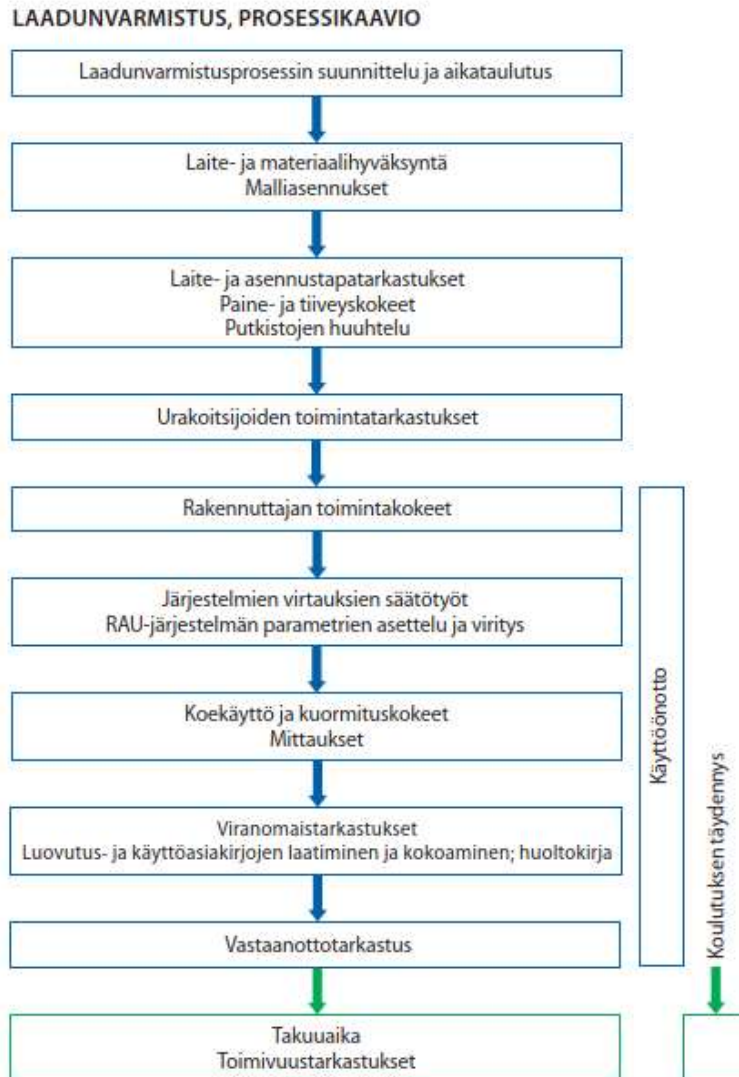 LAADUNVARMISTUS, PROSESSIKAAVIO
Laadunvarmistusprosessin suunnittelu ja aikataulutus
Laite- ja materiaalihyväksyntä
Malliasennukset
Laite- ja asennustapatarkastukset
Paine- ja tiiveyskokeet
Putkistojen huuhtelu
Urakoitsijoiden toimintatarkastukset
Rakennuttajan toimintakokeet
Järjestelmien virtauksien säätötyöt
RAU-järjestelmän parametrien asettelu ja viritys
Koekäyttö ja kuormituskokeet
Mittaukset
Viranomaistarkastukset
Luovutus- ja käyttöasiakirjojen laatiminen ja kokoaminen; huoltokirja
Vastaanottotarkastus
Käyttöönotto
Koulutuksen täydennys
Takuuaika
Toimivuustarkastukset